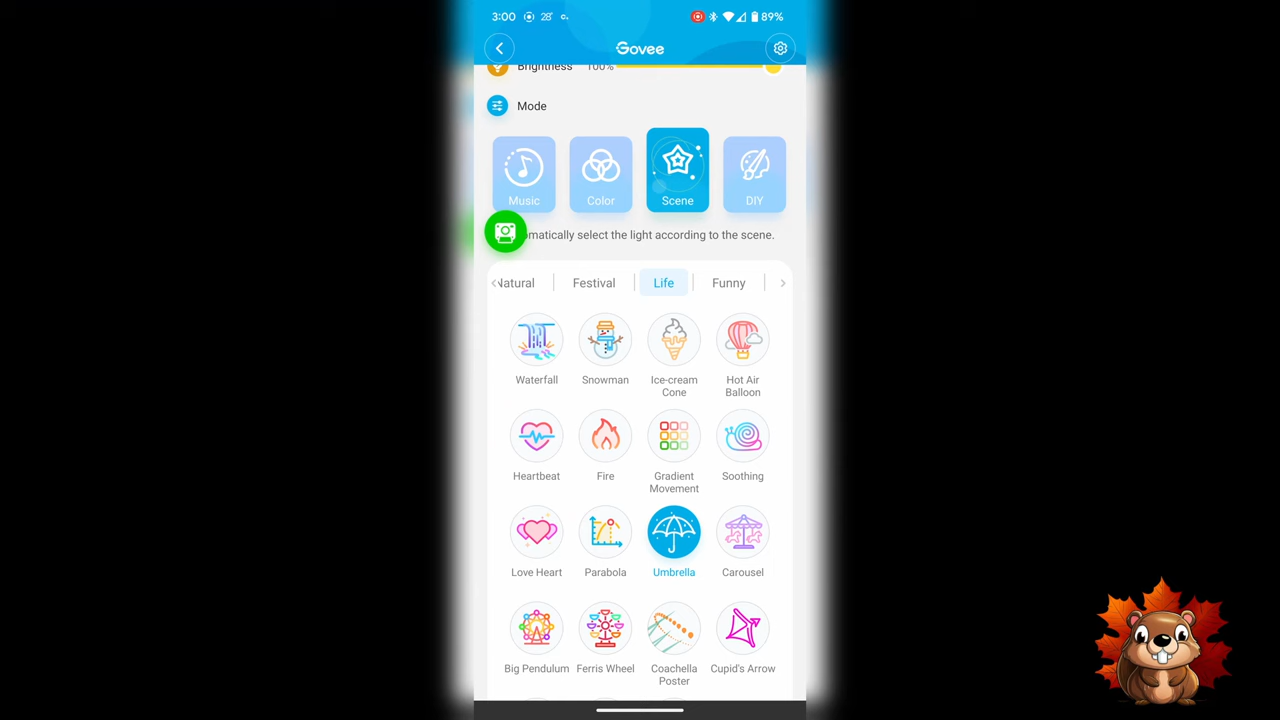 3:00 28° 89%
Govee
Brightness 100%
Mode
Music Color Scene DIY
omatically select the light according to the scene.
Natural Festival Life Funny
Waterfall Snowman Ice-cream Cone Hot Air Balloon
Heartbeat Fire Gradient Movement Soothing
Love Heart Parabola Umbrella Carousel
Big Pendulum Ferris Wheel Coachella Poster Cupid's Arrow